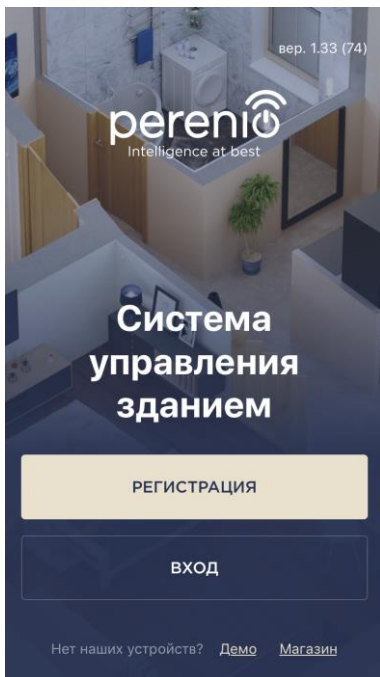 вер. 1.33 (74)
perenio
Intelligence at best
Система
управления
зданием
РЕГИСТРАЦИЯ
ВХОД
Нет наших устройств? Демо Магазин